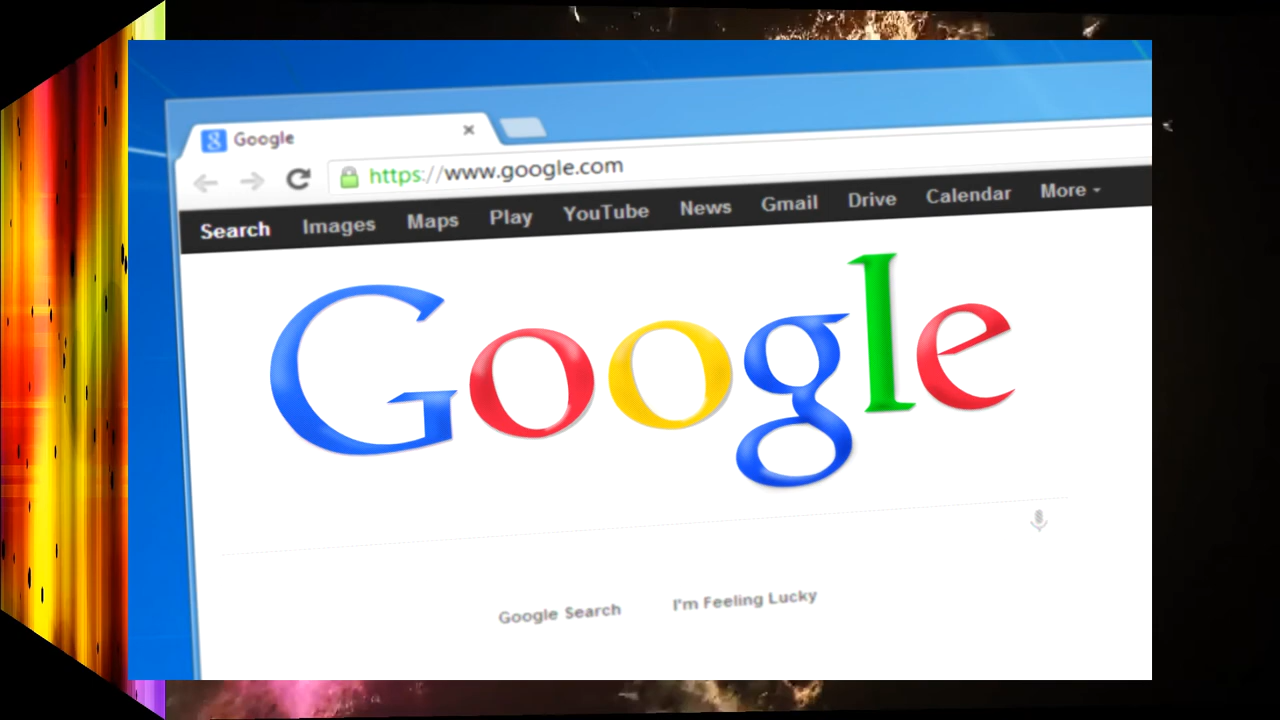 Google
https://www.google.com
Search Images Maps Play YouTube News Gmail Drive Calendar More
Google
Google Search I'm Feeling Lucky